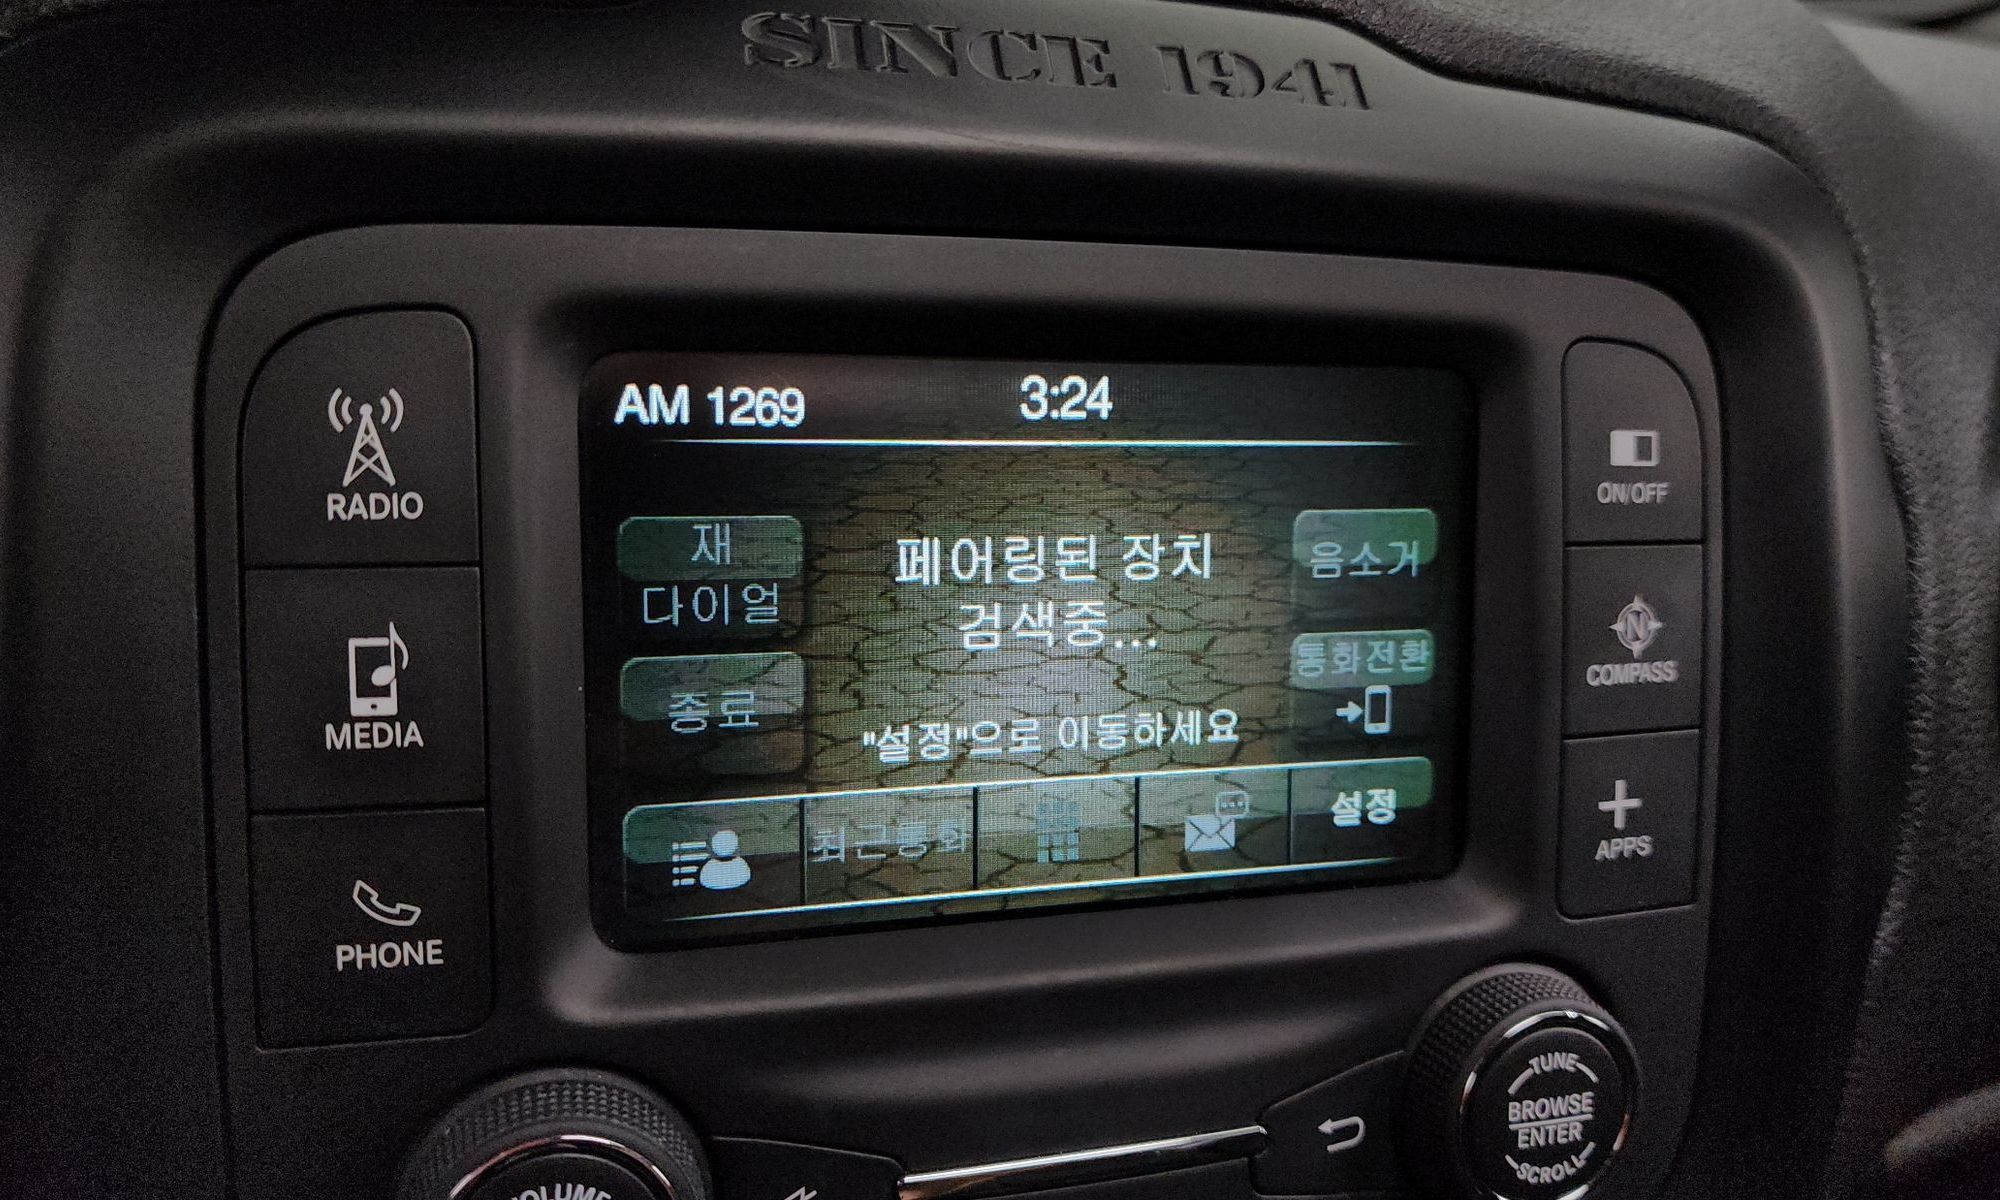 SINCE 1941
AM 1269
3:24
RADIO
MEDIA
PHONE
재
다이얼
종료
페어링된 장치
검색중...
"설정"으로 이동하세요
음소거
통화전환
최근통화
설정
ON/OFF
N
COMPASS
APPS
VOLUME
TUNE
BROWSE
ENTER
SCROLL